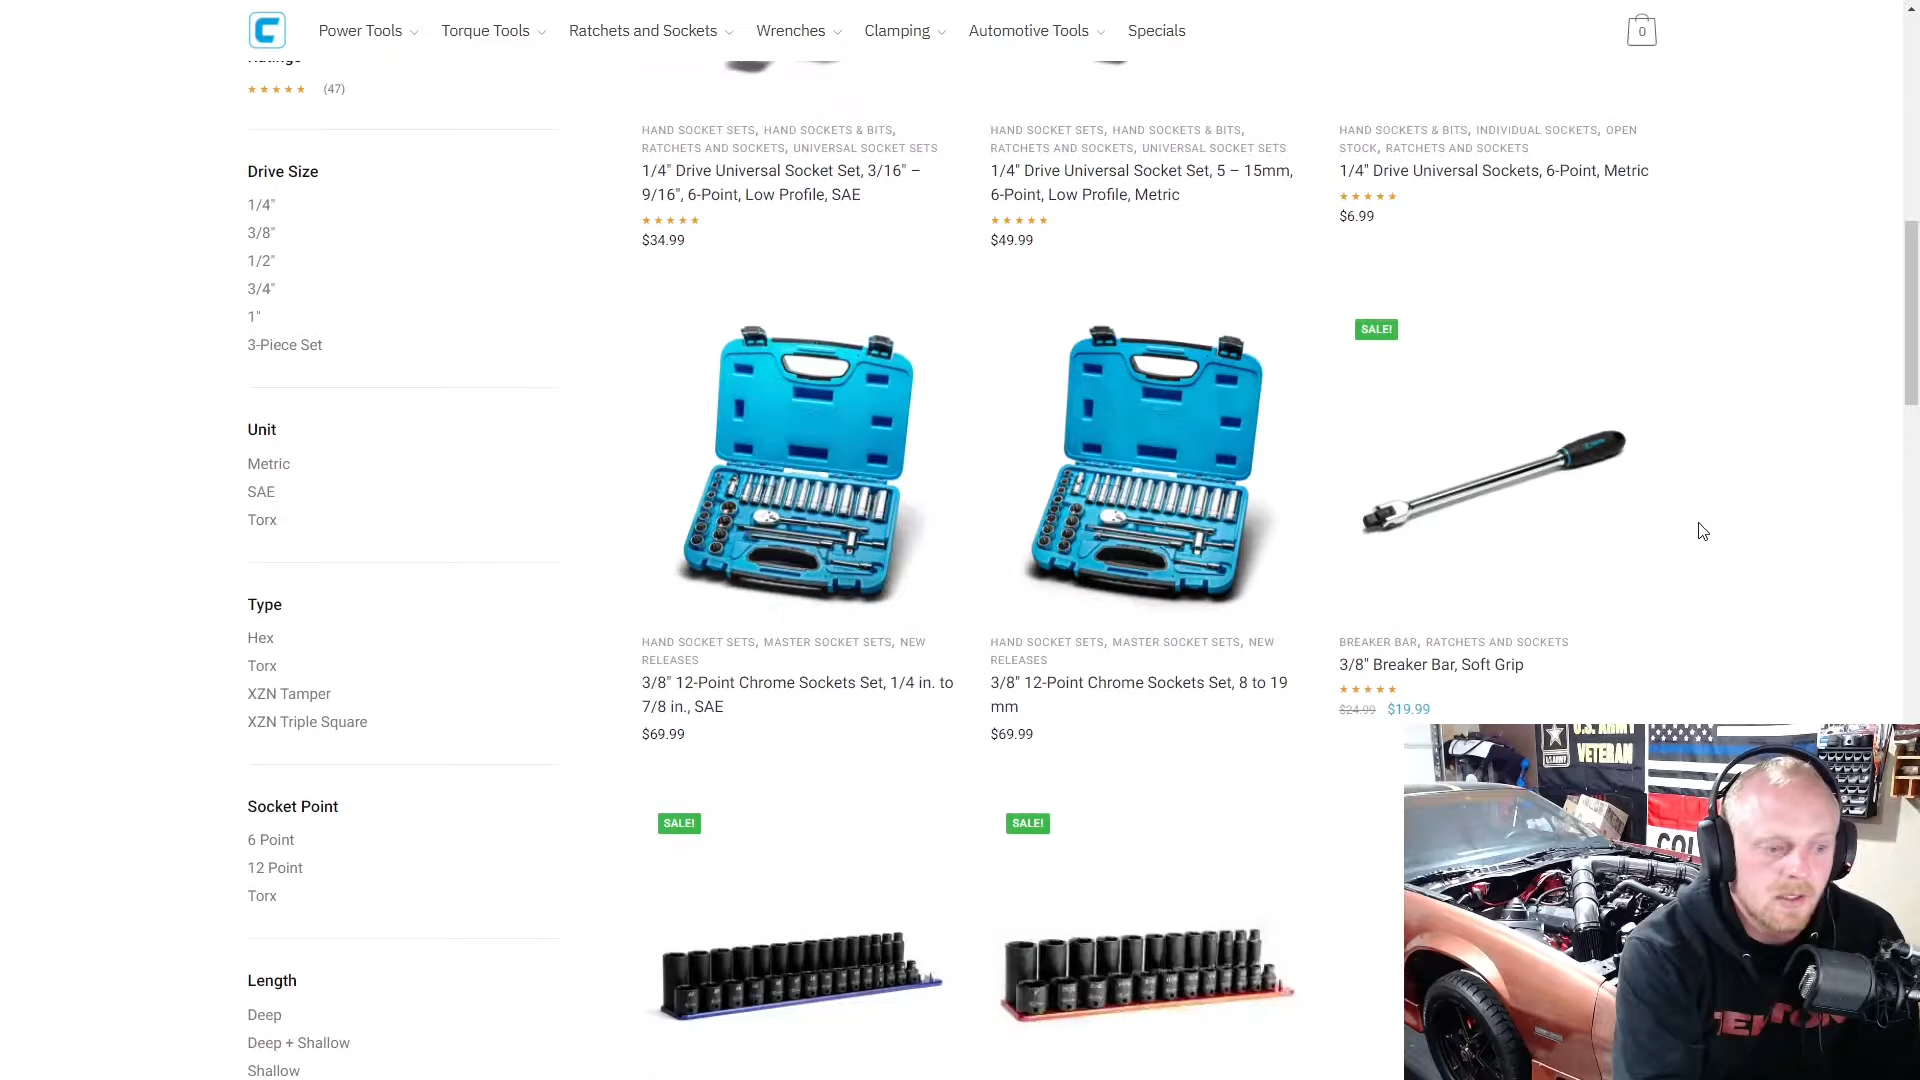 Power Tools
Torque Tools
Ratchets and Sockets
Wrenches
Clamping
Automotive Tools
Specials
0
Ratings
(47)
Drive Size
1/4"
3/8"
1/2"
3/4"
1"
3-Piece Set
Unit
Metric
SAE
Torx
Type
Hex
Torx
XZN Tamper
XZN Triple Square
Socket Point
6 Point
12 Point
Torx
Length
Deep
Deep + Shallow
Shallow
HAND SOCKET SETS, HAND SOCKETS & BITS,
RATCHETS AND SOCKETS, UNIVERSAL SOCKET SETS
1/4" Drive Universal Socket Set, 3/16" –
9/16", 6-Point, Low Profile, SAE
$34.99
HAND SOCKET SETS, HAND SOCKETS & BITS,
RATCHETS AND SOCKETS, UNIVERSAL SOCKET SETS
1/4" Drive Universal Socket Set, 5 – 15mm,
6-Point, Low Profile, Metric
$49.99
HAND SOCKETS & BITS, INDIVIDUAL SOCKETS, OPEN
STOCK, RATCHETS AND SOCKETS
1/4" Drive Universal Sockets, 6-Point, Metric
$6.99
HAND SOCKET SETS, MASTER SOCKET SETS, NEW
RELEASES
3/8" 12-Point Chrome Sockets Set, 1/4 in. to
7/8 in., SAE
$69.99
HAND SOCKET SETS, MASTER SOCKET SETS, NEW
RELEASES
3/8" 12-Point Chrome Sockets Set, 8 to 19
mm
$69.99
SALE!
BREAKER BAR, RATCHETS AND SOCKETS
3/8" Breaker Bar, Soft Grip
$24.99 $19.99
SALE!
SALE!
U.S. ARMY
VETERAN
U.S. ARMY